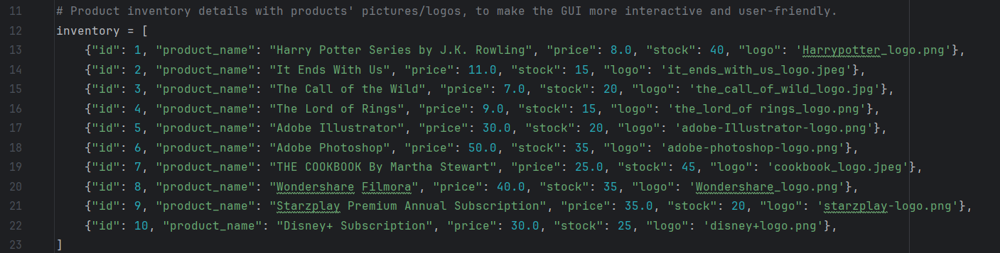 11 # Product inventory details with products' pictures/logos, to make the GUI more interactive and user-friendly.
12 inventory = [
13 {"id": 1, "product_name": "Harry Potter Series by J.K. Rowling", "price": 8.0, "stock": 40, "logo": 'Harrypotter_logo.png'},
14 {"id": 2, "product_name": "It Ends With Us", "price": 11.0, "stock": 15, "logo": 'it_ends_with_us_logo.jpeg'},
15 {"id": 3, "product_name": "The Call of the Wild", "price": 7.0, "stock": 20, "logo": 'the_call_of_wild_logo.jpg'},
16 {"id": 4, "product_name": "The Lord of Rings", "price": 9.0, "stock": 15, "logo": 'the_lord_of rings_logo.png'},
17 {"id": 5, "product_name": "Adobe Illustrator", "price": 30.0, "stock": 20, "logo": 'adobe-Illustrator-logo.png'},
18 {"id": 6, "product_name": "Adobe Photoshop", "price": 50.0, "stock": 35, "logo": 'adobe-photoshop-logo.png'},
19 {"id": 7, "product_name": "THE COOKBOOK By Martha Stewart", "price": 25.0, "stock": 45, "logo": 'cookbook_logo.jpeg'},
20 {"id": 8, "product_name": "Wondershare Filmora", "price": 40.0, "stock": 35, "logo": 'Wondershare_logo.png'},
21 {"id": 9, "product_name": "Starzplay Premium Annual Subscription", "price": 35.0, "stock": 20, "logo": 'starzplay-logo.png'},
22 {"id": 10, "product_name": "Disney+ Subscription", "price": 30.0, "stock": 25, "logo": 'disney+logo.png'},
23 ]